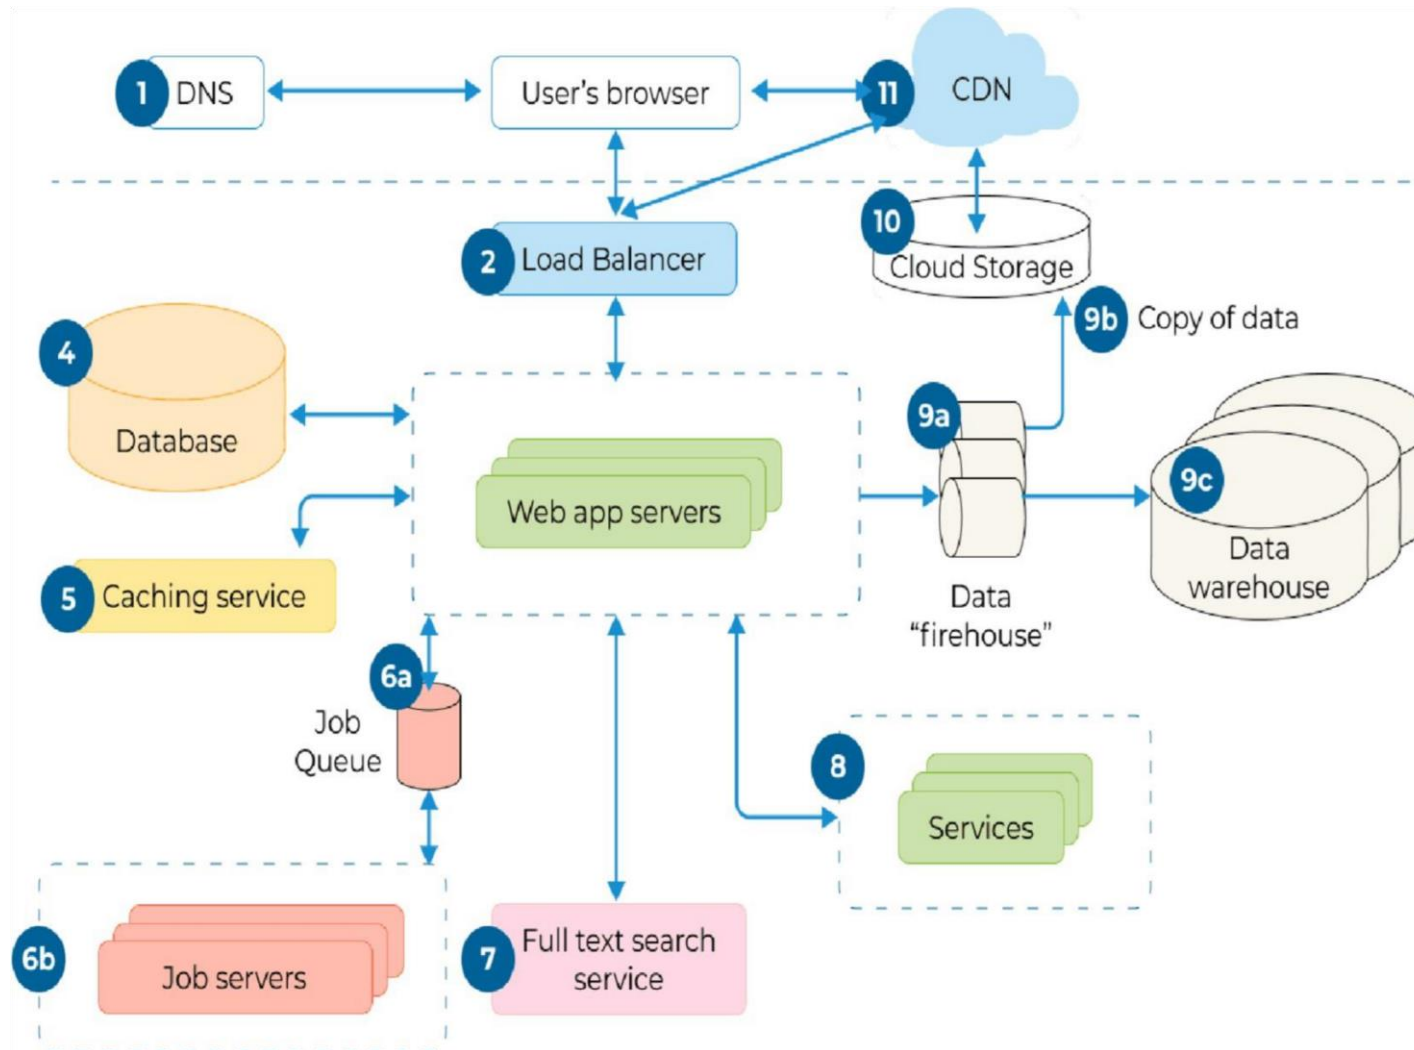 1 DNS
User's browser
11 CDN
10
Cloud Storage
2 Load Balancer
9b Copy of data
4
Database
9a
9c
Data
warehouse
Web app servers
5 Caching service
Data
“firehouse”
6a
Job
Queue
8
Services
6b
Job servers
7
Full text search
service